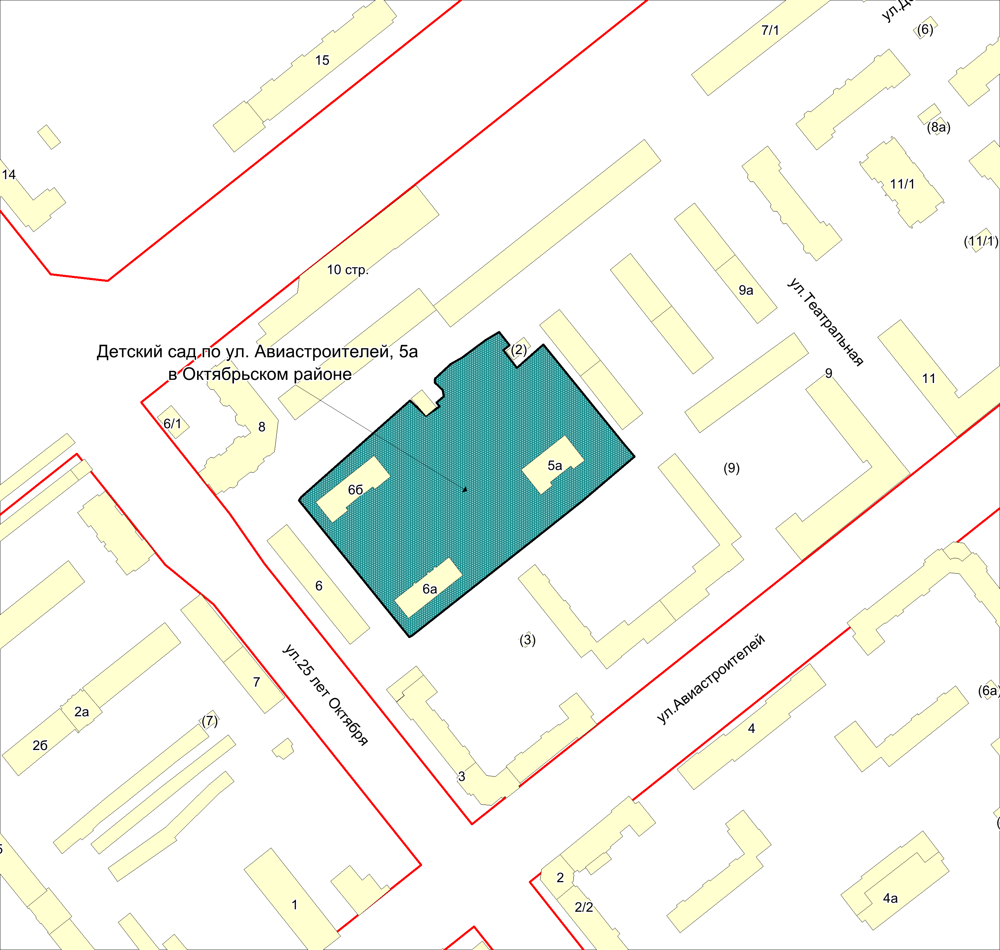 ул.Де
(6)
7/1
15
(8а)
14
11/1
(11/1)
10 стр.
9а
ул.Театральная
Детский сад по ул. Авиастроителей, 5а
в Октябрьском районе
(2)
9
11
6/1
8
5а
(9)
6б
6
6а
(3)
ул.25 лет Октября
ул.Авиастроителей
7
(6а)
2а
(7)
4
2б
3
5
2
4а
1
2/2